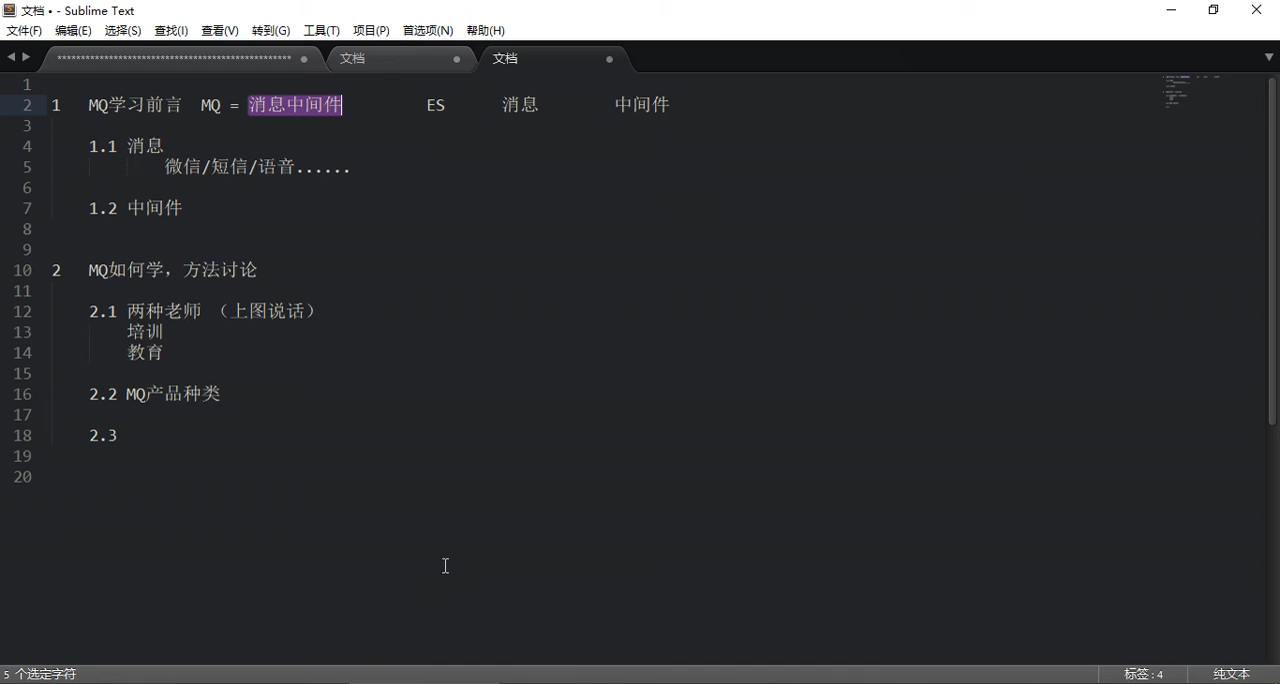 文档 • - Sublime Text
文件(F) 编辑(E) 选择(S) 查找(I) 查看(V) 转到(G) 工具(T) 项目(P) 首选项(N) 帮助(H)
************************************************** 文档 文档
1
2 1 MQ学习前言 MQ = 消息中间件 ES 消息 中间件
3
4 1.1 消息
5 微信/短信/语音......
6
7 1.2 中间件
8
9
10 2 MQ如何学，方法讨论
11
12 2.1 两种老师 （上图说话）
13 培训
14 教育
15
16 2.2 MQ产品种类
17
18 2.3
19
20
5 个选定字符 标签:4 纯文本